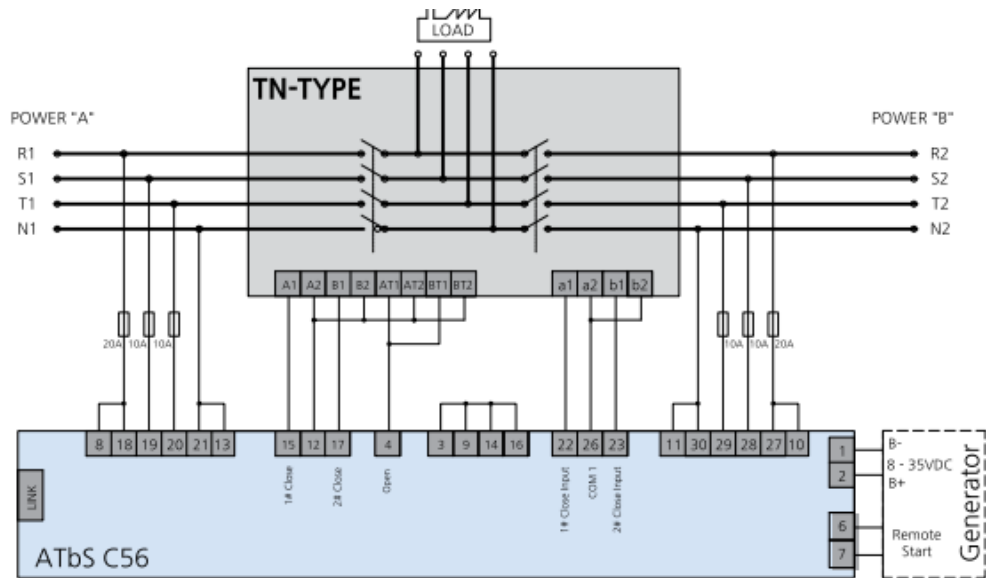 LOAD
TN-TYPE
POWER "A"
POWER "B"
R1
R2
S1
S2
T1
T2
N1
N2
A1 A2 B1 B2 AT1 AT2 BT1 BT2
a1 a2 b1 b2
20A 10A 10A
10A 10A 20A
8 18 19 20 21 13
15 12 17
4
3 9 14 16
22 26 23
11 30 29 28 27 10
1# Close
2# Close
Open
1# Close Input
COM 1
2# Close Input
1
2
6
7
B-
8 - 35VDC
B+
Remote
Start
Generator
LINK
ATbS C56